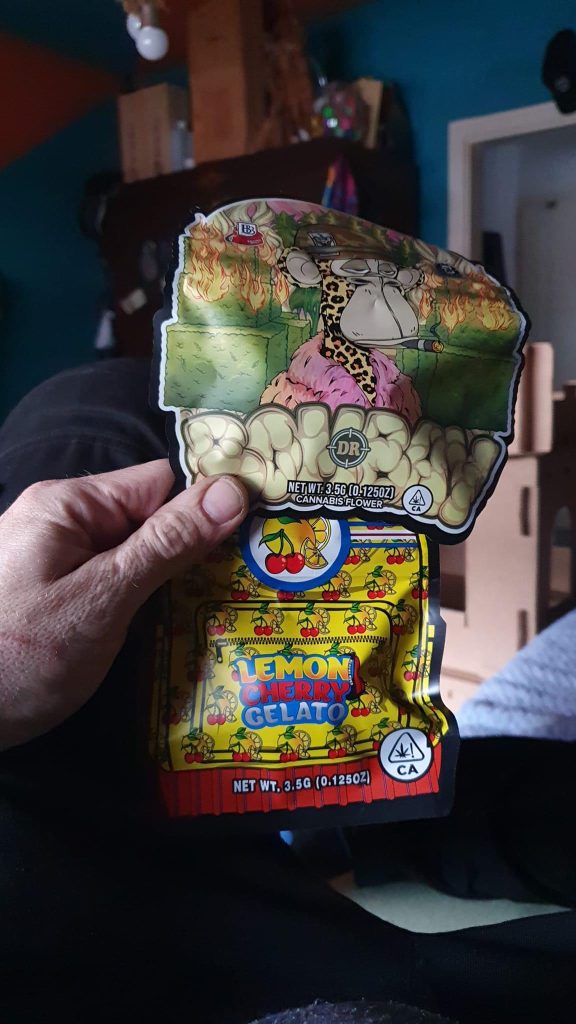 DR
NET WT. 3.5G (0.125OZ)
CANNABIS FLOWER
CA
LEMON
CHERRY
GELATO
CA
NET WT. 3.5G (0.125OZ)